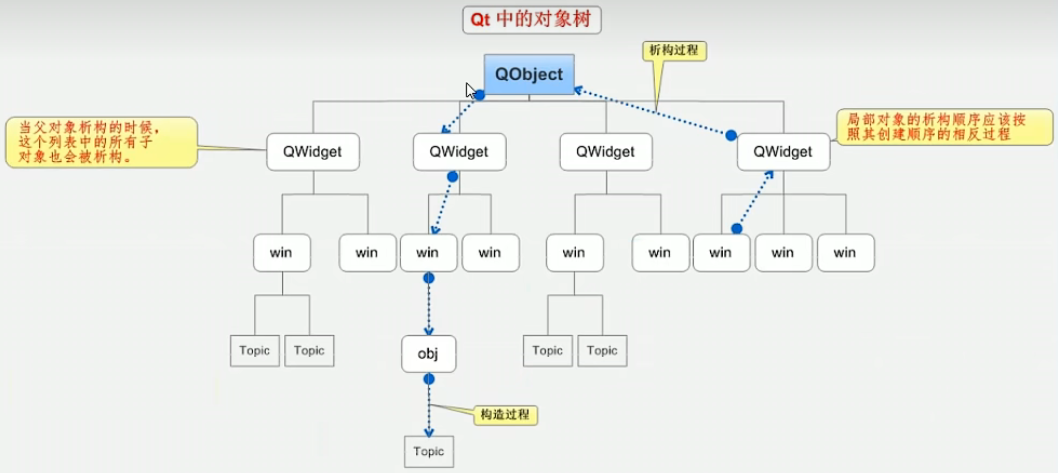 Qt 中的对象树
析构过程
QObject
当父对象析构的时候，
这个列表中的所有子
对象也会被析构。
局部对象的析构顺序应该按
照其创建顺序的相反过程
QWidget
QWidget
QWidget
QWidget
win
win
win
win
win
win
win
win
win
Topic
Topic
obj
Topic
Topic
构造过程
Topic